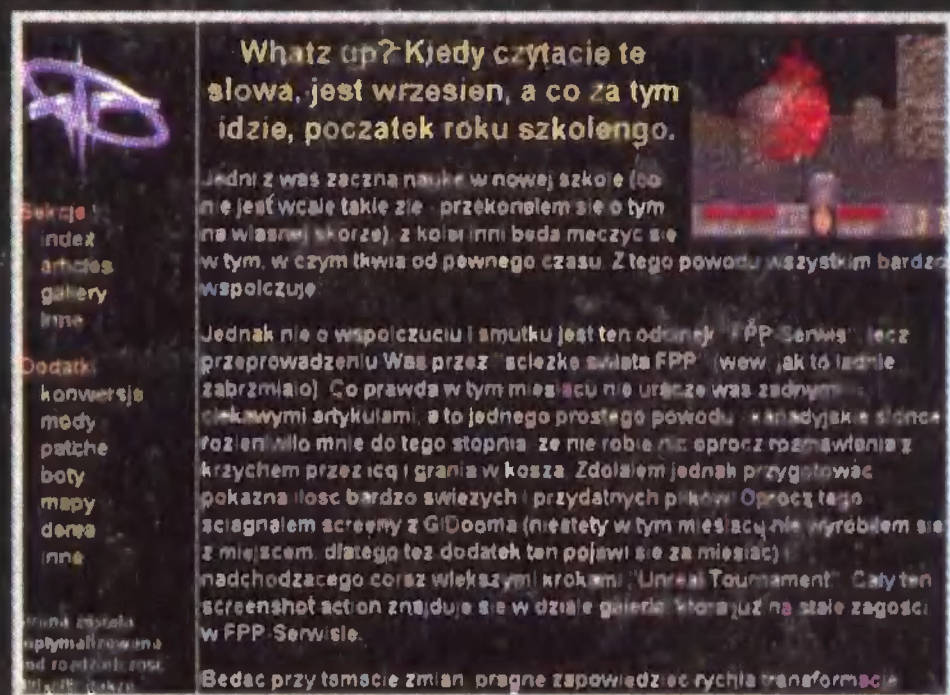 Whatz up? Kiedy czytacie te
slowa, jest wrzesien, a co za tym
idzie, poczatek roku szkolengo.
Jedni z was zaczna nauke w nowej szkole (co
nie jest wcale takie zle - przekonalem sie o tym
na wlasnej skorze), z kolei inni beda meczyc sie
w tym, w czym tkwia od pewnego czasu. Z tego powodu wszystkim bardzo
wspolczuje
Jednak nie o wspolczuciu i smutku jest ten odcinek "FPP-Serwis" lecz
przeprowadzeniu Was przez "sciezke swiata FPP" (wow, jak to ladnie
zabrzmialo). Co prawda w tym miesiacu nie uracze was zadnymi
ciekawymi artykulami, a to jednego prostego powodu - kanadyjskie slonce
rozleniwilo mnie do tego stopnia, ze nie robie nic oprocz rozmawiania z
krzychem przez icq i grania w kosza. Zdolalem jednak przygotowac
pokazna ilosc bardzo swiezych i przydatnych plikow. Oprocz tego
sciagnalem screeny z GlDooma (niestety w tym miesiacu nie wyrobilem sie
z miejscem, dlatego tez dodatek ten pojawi sie za miesiac) i
nadchodzacego coraz wiekszymi krokami "Unreal Tournament". Caly ten
screenshot action znajduje sie w dziale galeria, ktora juz na stale zagosci
w FPP-Serwisie.
Bedac przy temacie zmian, pragne zapowiedziec rychla transformacje
Sekcje
index
articles
gallery
inne
Dodatki
konwersje
mody
patche
boty
mapy
demа
inne
strona zostala
optymalizowana